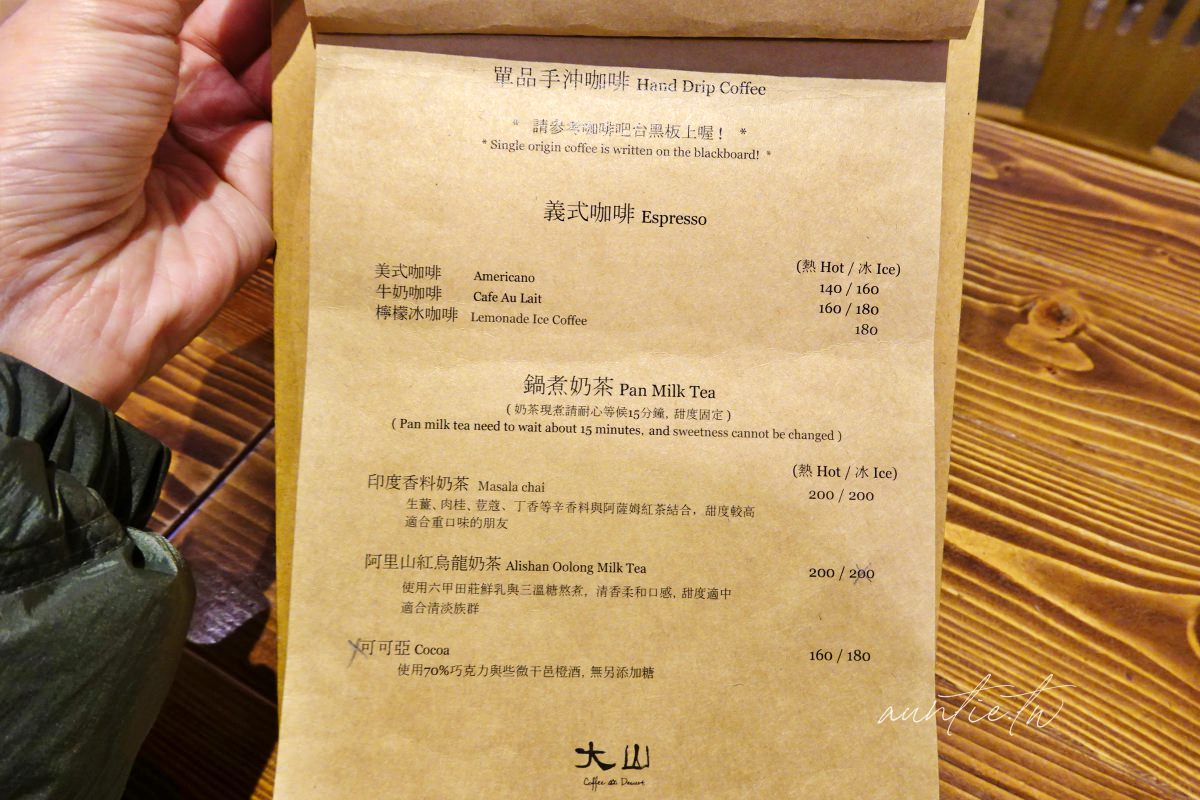 單品手沖咖啡 Hand Drip Coffee
* 請參考咖啡吧台黑板上喔！ *
* Single origin coffee is written on the blackboard! *
義式咖啡 Espresso
(熱 Hot / 冰 Ice)
美式咖啡 Americano 140 / 160
牛奶咖啡 Cafe Au Lait 160 / 180
檸檬冰咖啡 Lemonade Ice Coffee 180
鍋煮奶茶 Pan Milk Tea
( 奶茶現煮請耐心等候15分鐘, 甜度固定 )
( Pan milk tea need to wait about 15 minutes, and sweetness cannot be changed )
(熱 Hot / 冰 Ice)
印度香料奶茶 Masala chai 200 / 200
生薑、肉桂、荳蔻、丁香等辛香料與阿薩姆紅茶結合，甜度較高
適合重口味的朋友
阿里山紅烏龍奶茶 Alishan Oolong Milk Tea 200 / 200
使用六甲田莊鮮乳與三溫糖熬煮，清香柔和口感, 甜度適中
適合清淡族群
可可亞 Cocoa 160 / 180
使用70%巧克力與些微干邑橙酒, 無另添加糖
大山
Coffee Dessert
auntie.tw